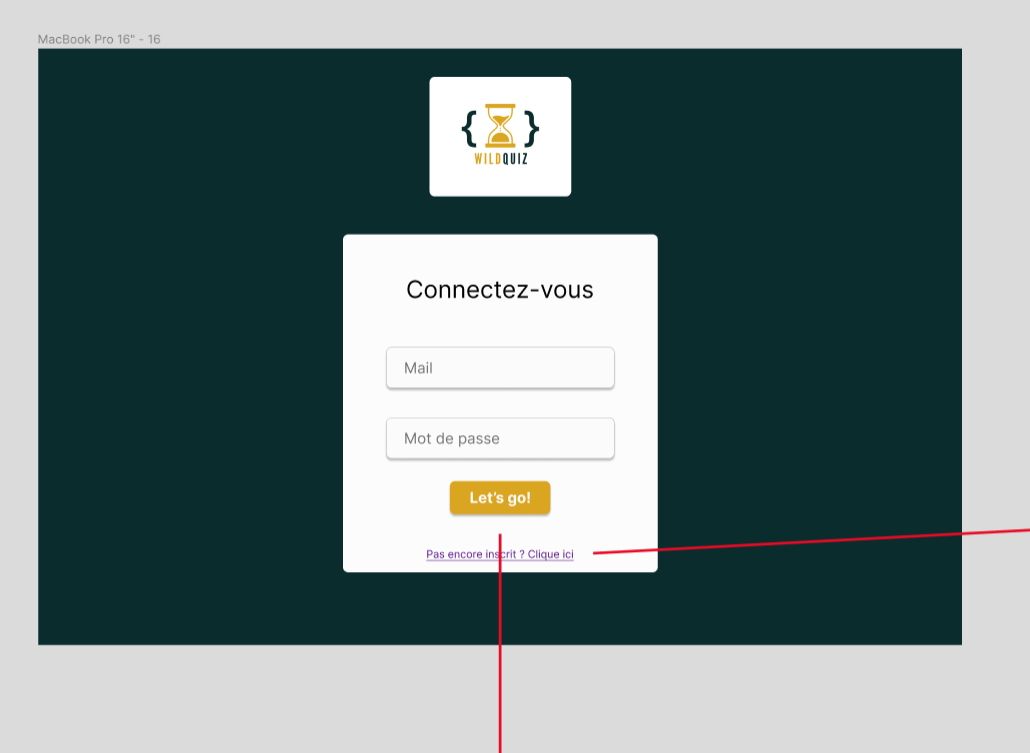 MacBook Pro 16" - 16
{ }
WILDQUIZ
Connectez-vous
Mail
Mot de passe
Let's go!
Pas encore inscrit ? Clique ici